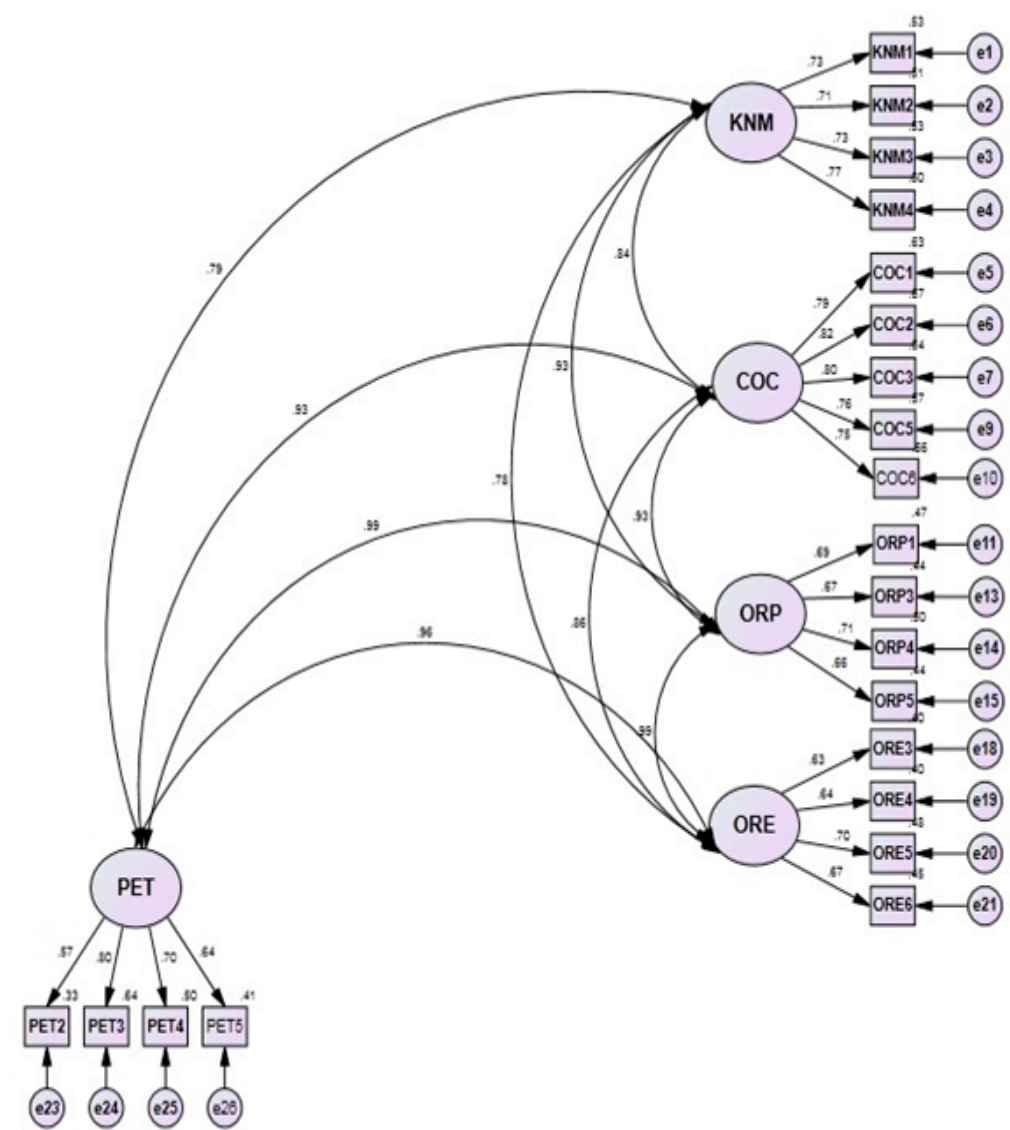 .53
KNM1
e1
.73
.51
KNM2
e2
.71
KNM
.53
KNM3
e3
.73
.60
KNM4
e4
.77
.63
COC1
e5
.79
.67
COC2
e6
.82
.64
COC3
e7
.80
COC
.57
COC5
e9
.76
COC6
e10
.75
.47
ORP1
e11
.69
.44
ORP3
e13
.67
ORP
.50
ORP4
e14
.71
.44
ORP5
e15
.66
.40
ORE3
e18
.63
.40
ORE4
e19
.64
ORE
.48
ORE5
e20
.70
.45
ORE6
e21
.67
.79
.84
.93
.93
.78
.93
.99
.86
.96
.99
PET
.57
.80
.70
.64
.33
.64
.50
.41
PET2
PET3
PET4
PET5
e23
e24
e25
e26